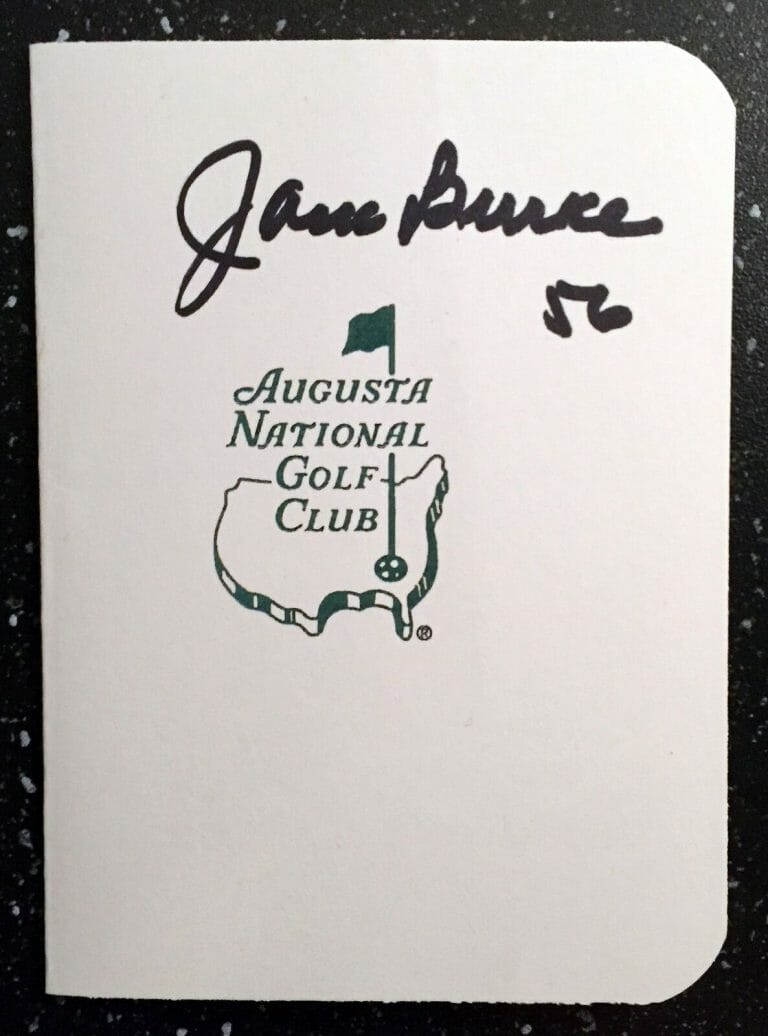 Jack Burke
56
AUGUSTA
NATIONAL
GOLF
CLUB
®